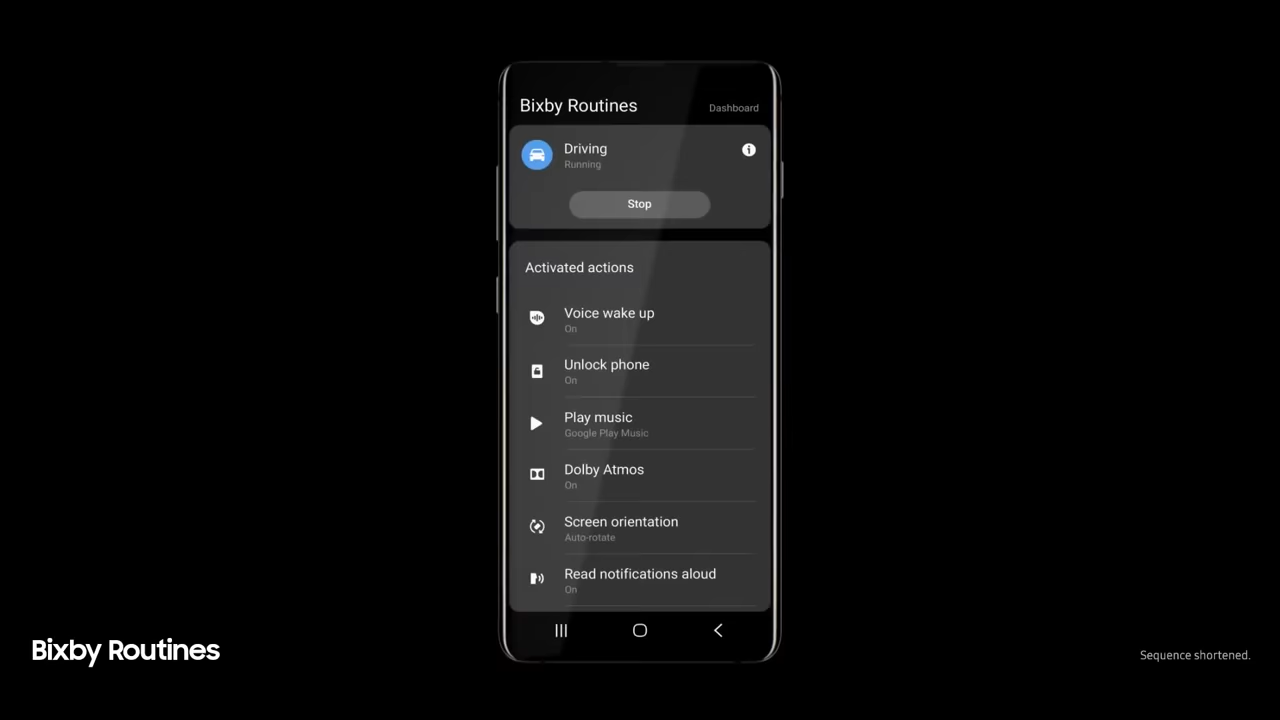 Bixby Routines
Dashboard
Driving
Running
Stop
Activated actions
Voice wake up
On
Unlock phone
On
Play music
Google Play Music
Dolby Atmos
On
Screen orientation
Auto-rotate
Read notifications aloud
On
Bixby Routines
Sequence shortened.